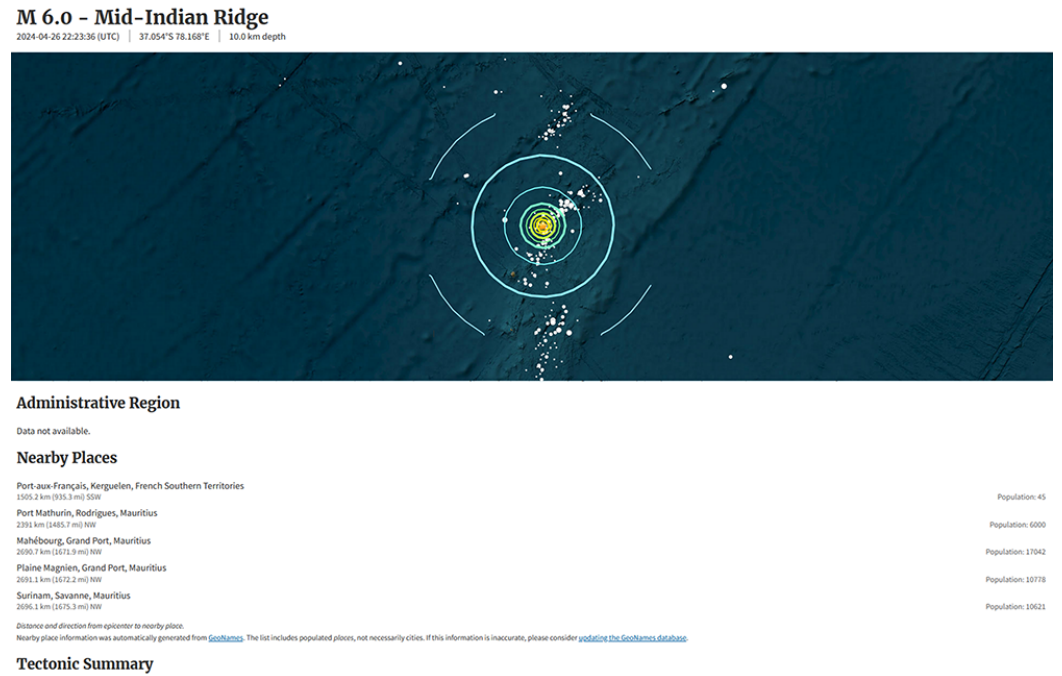 M 6.0 - Mid-Indian Ridge
2024-04-26 22:23:36 (UTC) | 37.054°S 78.168°E | 10.0 km depth
Administrative Region
Data not available.
Nearby Places
Port-aux-Français, Kerguelen, French Southern Territories
1505.2 km (935.3 mi) SSW Population: 45
Port Mathurin, Rodrigues, Mauritius
2391 km (1485.7 mi) NW Population: 6000
Mahébourg, Grand Port, Mauritius
2690.7 km (1671.9 mi) NW Population: 17042
Plaine Magnien, Grand Port, Mauritius
2691.1 km (1672.2 mi) NW Population: 10778
Surinam, Savanne, Mauritius
2696.1 km (1675.3 mi) NW Population: 10621
Distance and direction from epicenter to nearby place.
Nearby place information was automatically generated from GeoNames. The list includes populated places, not necessarily cities. If this information is inaccurate, please consider updating the GeoNames database.
Tectonic Summary